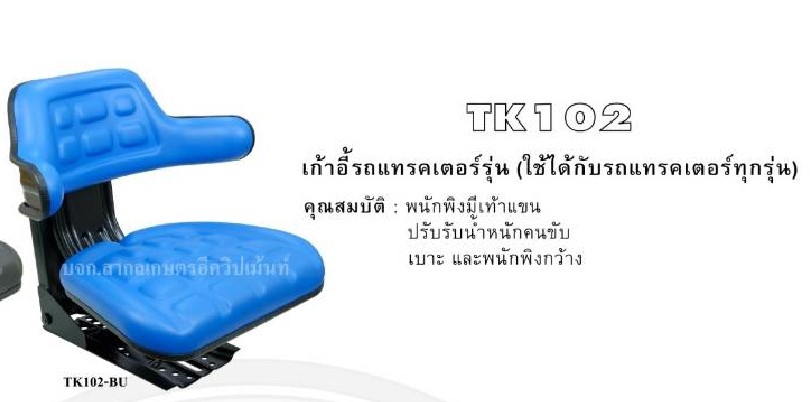 TK102
เก้าอี้รถแทรคเตอร์รุ่น (ใช้ได้กับรถแทรคเตอร์ทุกรุ่น)
คุณสมบัติ : พนักพิงมีเท้าแขน
ปรับรับน้ำหนักคนขับ
เบาะ และพนักพิงกว้าง
บจก.สากลเกษตรอีควิปเม้นท์
TK102-BU